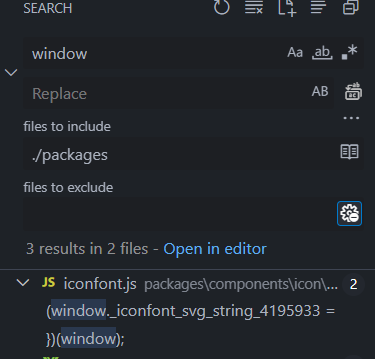 SEARCH
window
Aa ab
Replace
AB
files to include
./packages
files to exclude
3 results in 2 files - Open in editor
JS iconfont.js packages\components\icon\... 2
(window._iconfont_svg_string_4195933 =
})(window);